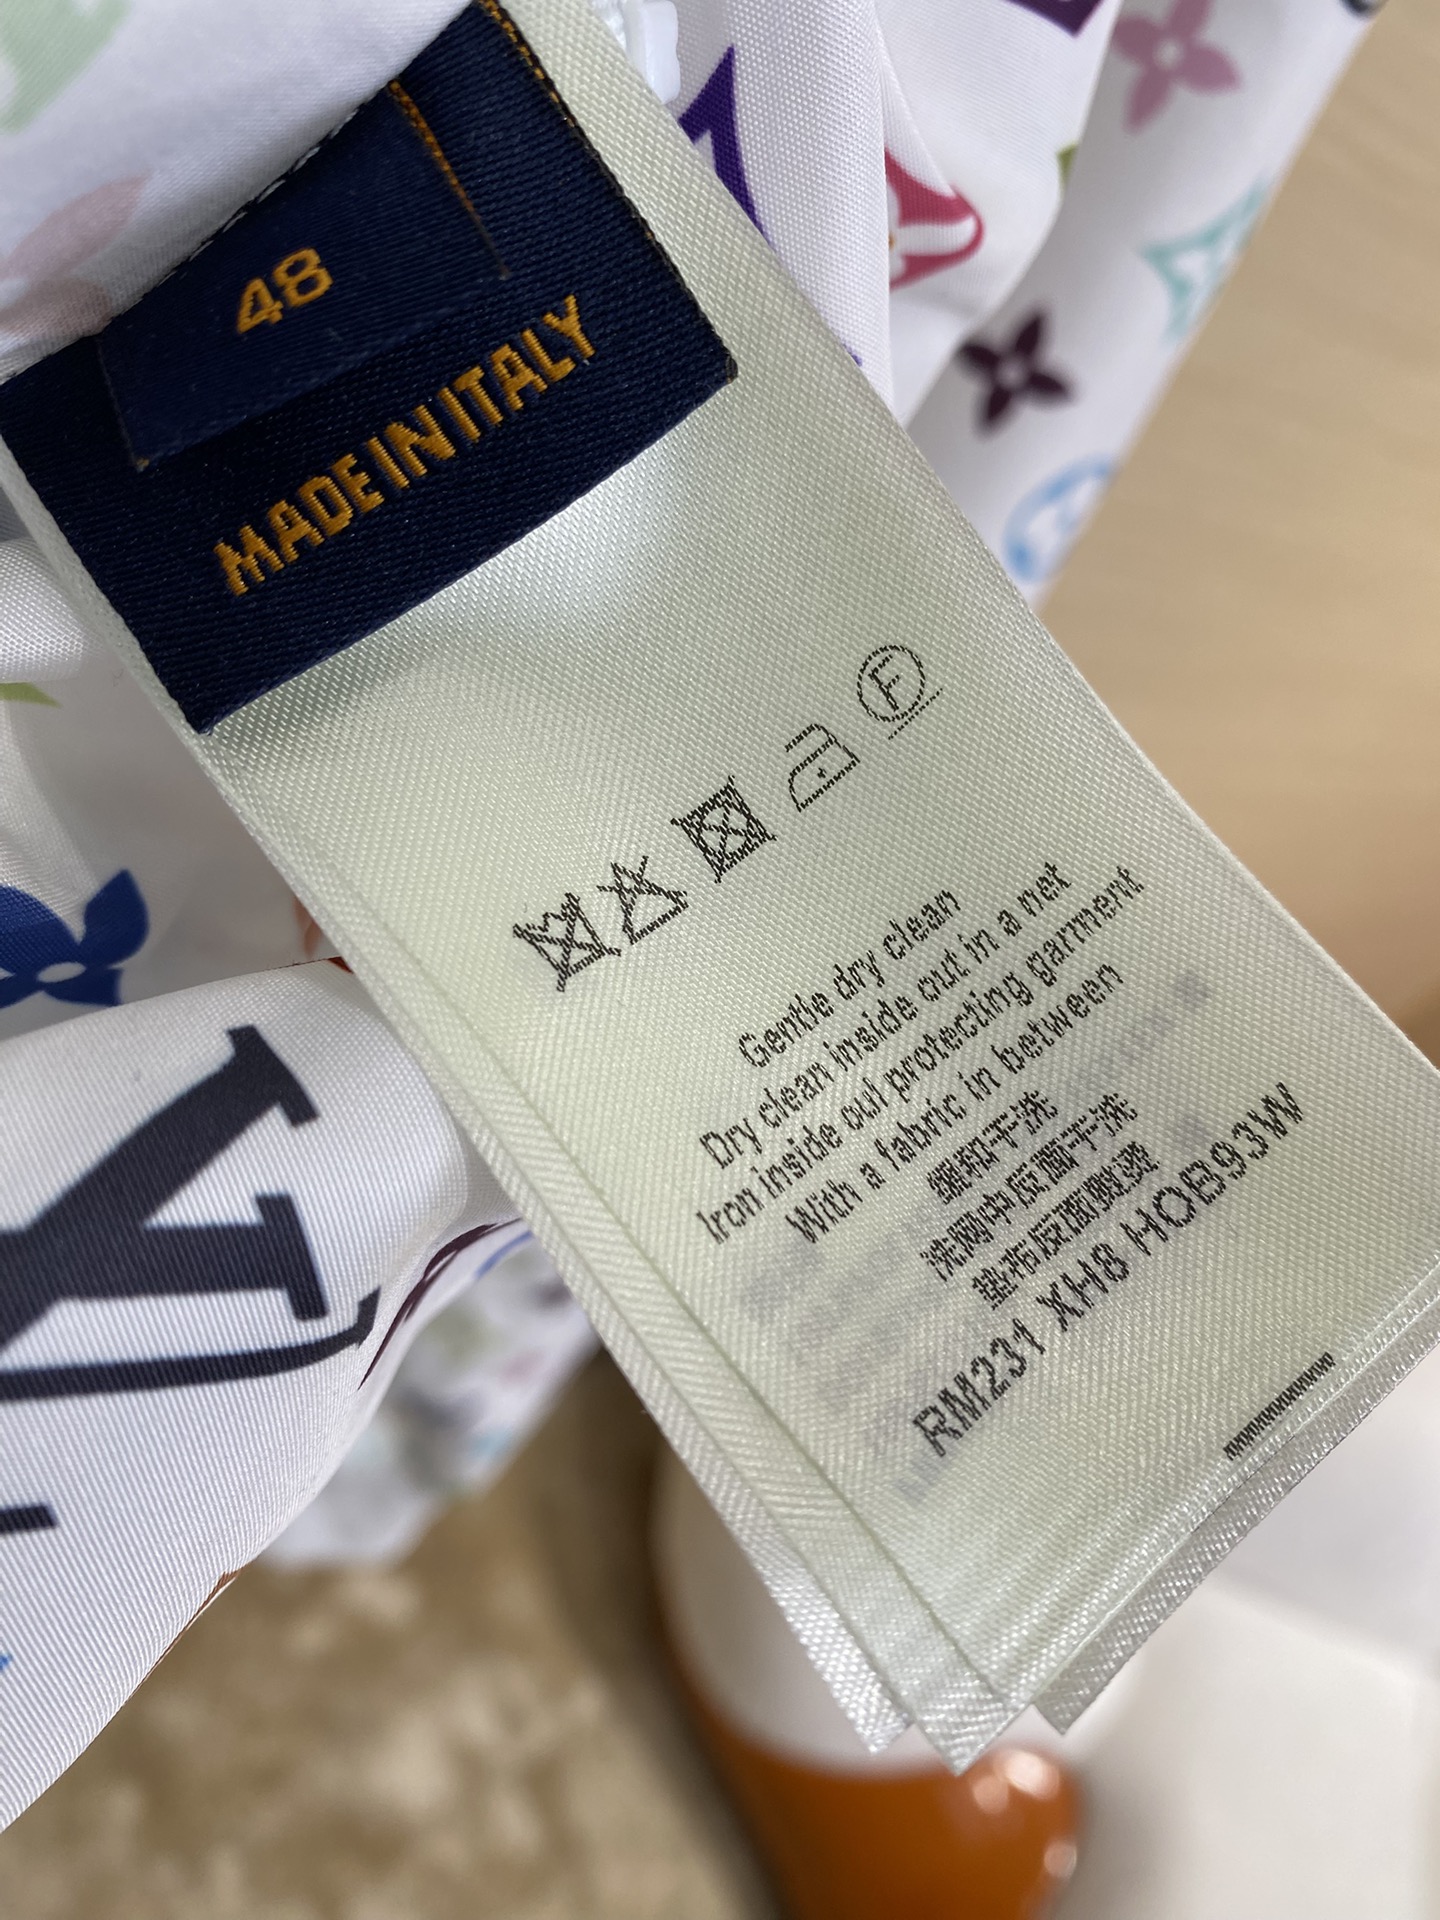 48
MADE IN ITALY
F
Gentle dry clean
Dry clean inside out in a net
Iron inside oul protecting garment
With a fabric in between
缓和干洗
洗网中反面干洗
垫布反面熨烫
RM231 XH8 HOB93W